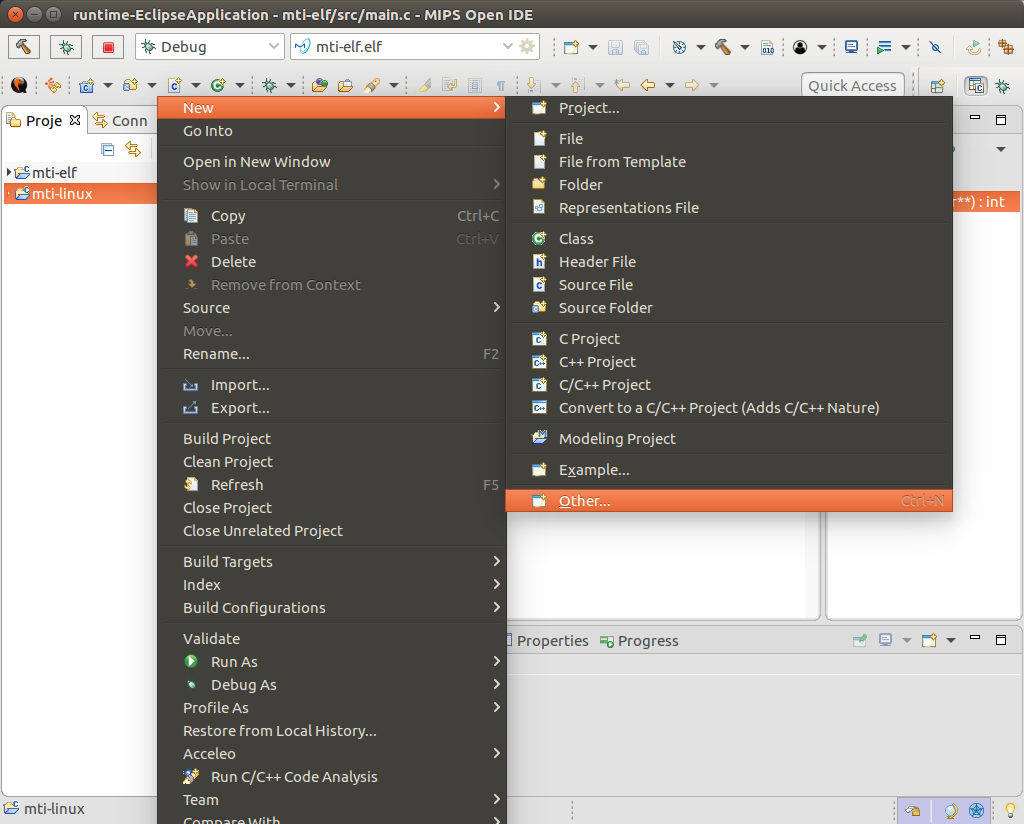 runtime-EclipseApplication - mti-elf/src/main.c - MIPS Open IDE
Debug
mti-elf.elf
010
Quick Access
Proje
Conn
mti-elf
mti-linux
**) : int
New
Go Into
Open in New Window
Show in Local Terminal
Copy Ctrl+C
Paste Ctrl+V
Delete
Remove from Context
Source
Move...
Rename... F2
Import...
Export...
Build Project
Clean Project
Refresh F5
Close Project
Close Unrelated Project
Build Targets
Index
Build Configurations
Validate
Run As
Debug As
Profile As
Restore from Local History...
Acceleo
Run C/C++ Code Analysis
Team
Compare With
Project...
File
File from Template
Folder
Representations File
Class
Header File
Source File
Source Folder
C Project
C++ Project
C/C++ Project
Convert to a C/C++ Project (Adds C/C++ Nature)
Modeling Project
Example...
Other... Ctrl+N
Properties
Progress
mti-linux